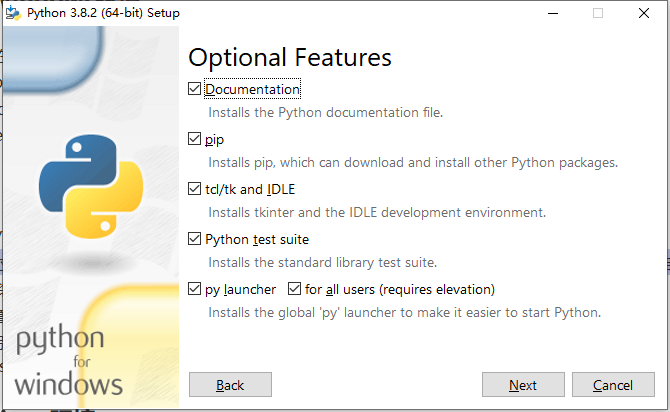 Python 3.8.2 (64-bit) Setup
Optional Features
Documentation
Installs the Python documentation file.
pip
Installs pip, which can download and install other Python packages.
tcl/tk and IDLE
Installs tkinter and the IDLE development environment.
Python test suite
Installs the standard library test suite.
py launcher for all users (requires elevation)
Installs the global 'py' launcher to make it easier to start Python.
python
for
windows
Back Next Cancel